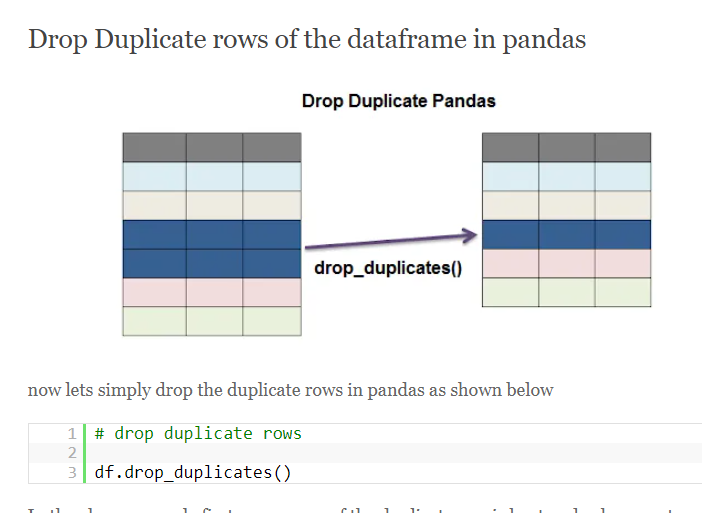 Drop Duplicate rows of the dataframe in pandas
Drop Duplicate Pandas
drop_duplicates()
now lets simply drop the duplicate rows in pandas as shown below
1 # drop duplicate rows
2
3 df.drop_duplicates()